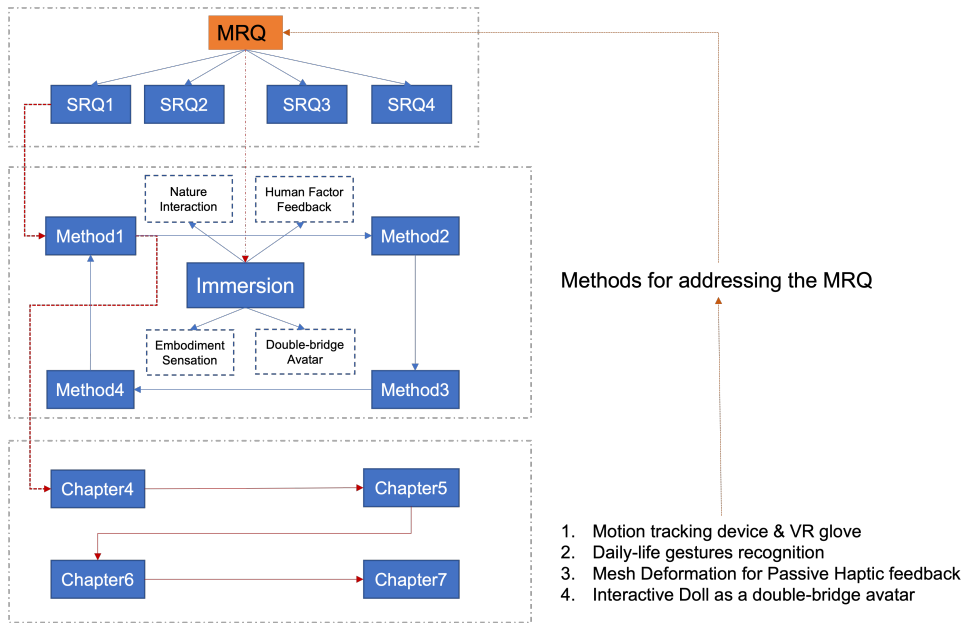 MRQ
SRQ1
SRQ2
SRQ3
SRQ4
Nature
Interaction
Human Factor
Feedback
Method1
Method2
Immersion
Embodiment
Sensation
Double-bridge
Avatar
Method4
Method3
Chapter4
Chapter5
Chapter6
Chapter7
Methods for addressing the MRQ
1. Motion tracking device & VR glove
2. Daily-life gestures recognition
3. Mesh Deformation for Passive Haptic feedback
4. Interactive Doll as a double-bridge avatar